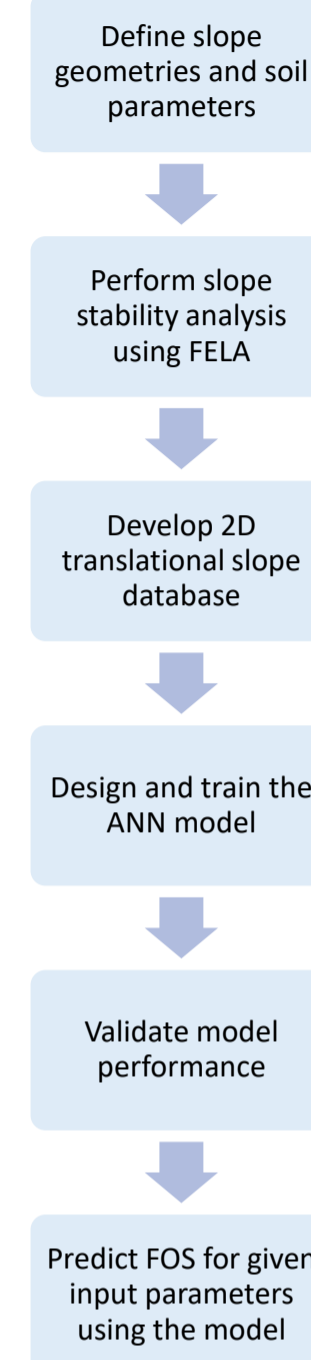 Define slope
geometries and soil
parameters
Perform slope
stability analysis
using FELA
Develop 2D
translational slope
database
Design and train the
ANN model
Validate model
performance
Predict FOS for given
input parameters
using the model